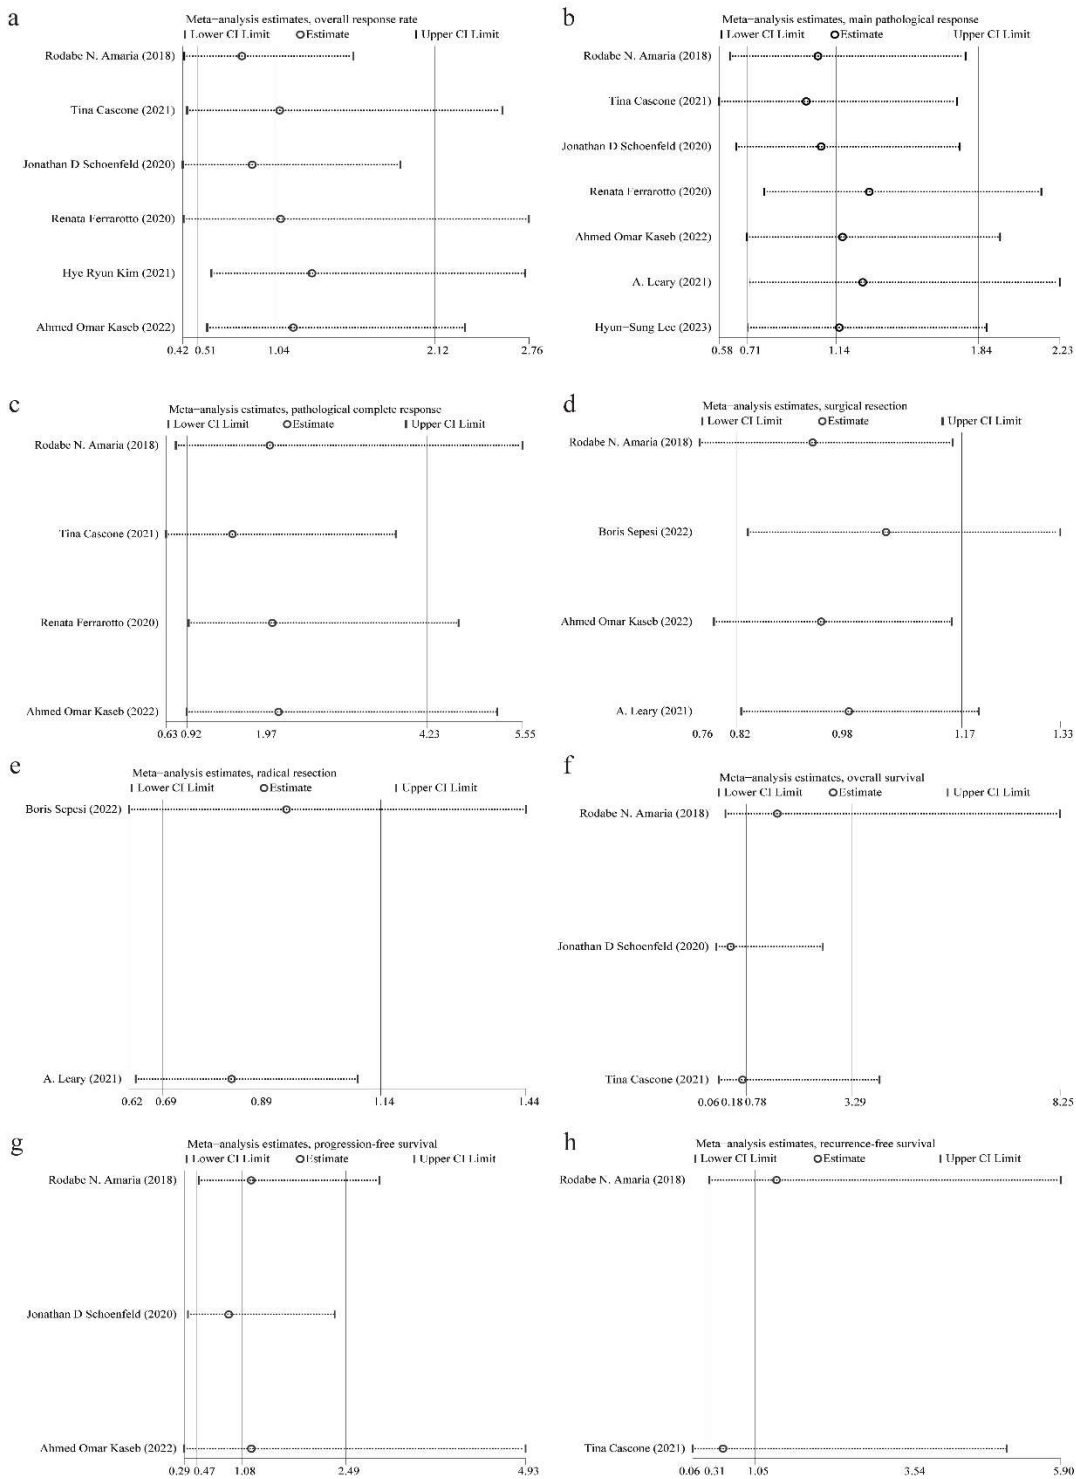 a
Meta−analysis estimates, overall response rate
Lower CI Limit Estimate Upper CI Limit
Rodabe N. Amaria (2018)
Tina Cascone (2021)
Jonathan D Schoenfeld (2020)
Renata Ferrarotto (2020)
Hye Ryun Kim (2021)
Ahmed Omar Kaseb (2022)
0.42 0.51 1.04 2.12 2.76
b
Meta−analysis estimates, main pathological response
Lower CI Limit Estimate Upper CI Limit
Rodabe N. Amaria (2018)
Tina Cascone (2021)
Jonathan D Schoenfeld (2020)
Renata Ferrarotto (2020)
Ahmed Omar Kaseb (2022)
A. Leary (2021)
Hyun−Sung Lee (2023)
0.58 0.71 1.14 1.84 2.23
c
Meta−analysis estimates, pathological complete response
Lower CI Limit Estimate Upper CI Limit
Rodabe N. Amaria (2018)
Tina Cascone (2021)
Renata Ferrarotto (2020)
Ahmed Omar Kaseb (2022)
0.63 0.92 1.97 4.23 5.55
d
Meta−analysis estimates, surgical resection
Lower CI Limit Estimate Upper CI Limit
Rodabe N. Amaria (2018)
Boris Sepesi (2022)
Ahmed Omar Kaseb (2022)
A. Leary (2021)
0.76 0.82 0.98 1.17 1.33
e
Meta−analysis estimates, radical resection
Lower CI Limit Estimate Upper CI Limit
Boris Sepesi (2022)
A. Leary (2021)
0.62 0.69 0.89 1.14 1.44
f
Meta−analysis estimates, overall survival
Lower CI Limit Estimate Upper CI Limit
Rodabe N. Amaria (2018)
Jonathan D Schoenfeld (2020)
Tina Cascone (2021)
0.06 0.18 0.78 3.29 8.25
g
Meta−analysis estimates, progression-free survival
Lower CI Limit Estimate Upper CI Limit
Rodabe N. Amaria (2018)
Jonathan D Schoenfeld (2020)
Ahmed Omar Kaseb (2022)
0.29 0.47 1.08 2.49 4.93
h
Meta−analysis estimates, recurrence-free survival
Lower CI Limit Estimate Upper CI Limit
Rodabe N. Amaria (2018)
Tina Cascone (2021)
0.06 0.31 1.05 3.54 5.90